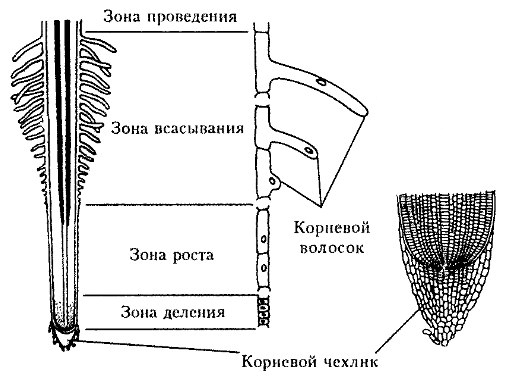 Зона проведения
Зона всасывания
Корневой
волосок
Зона роста
Зона деления
Корневой чехлик